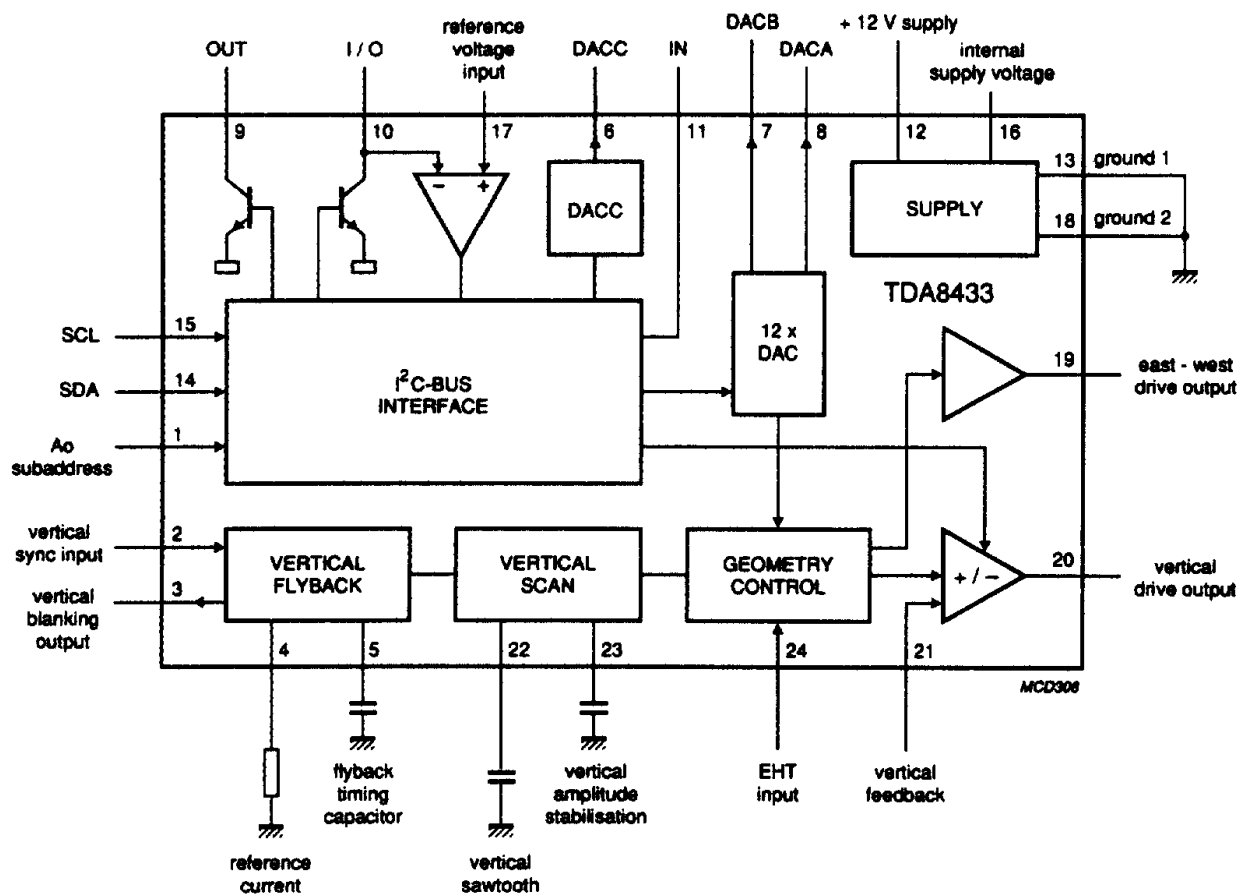 DACB
+ 12 V supply
OUT
I / O
reference
voltage
input
DACC
IN
DACA
internal
supply voltage
9
10
17
6
11
7
8
12
16
13
ground 1
−
+
DACC
SUPPLY
18
ground 2
TDA8433
SCL
15
12 x
DAC
19
east - west
drive output
SDA
14
I2C-BUS
INTERFACE
Ao
subaddress
1
vertical
sync input
2
VERTICAL
FLYBACK
VERTICAL
SCAN
GEOMETRY
CONTROL
+ / −
20
vertical
drive output
vertical
blanking
output
3
4
5
22
23
24
21
MCD306
flyback
timing
capacitor
vertical
amplitude
stabilisation
EHT
input
vertical
feedback
reference
current
vertical
sawtooth